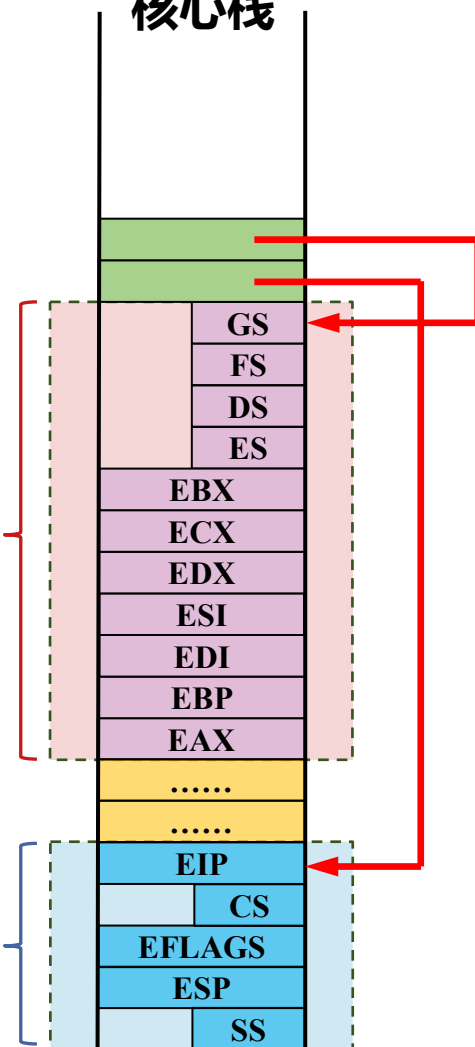 核心栈
GS
FS
DS
ES
EBX
ECX
EDX
ESI
EDI
EBP
EAX
......
......
EIP
CS
EFLAGS
ESP
SS